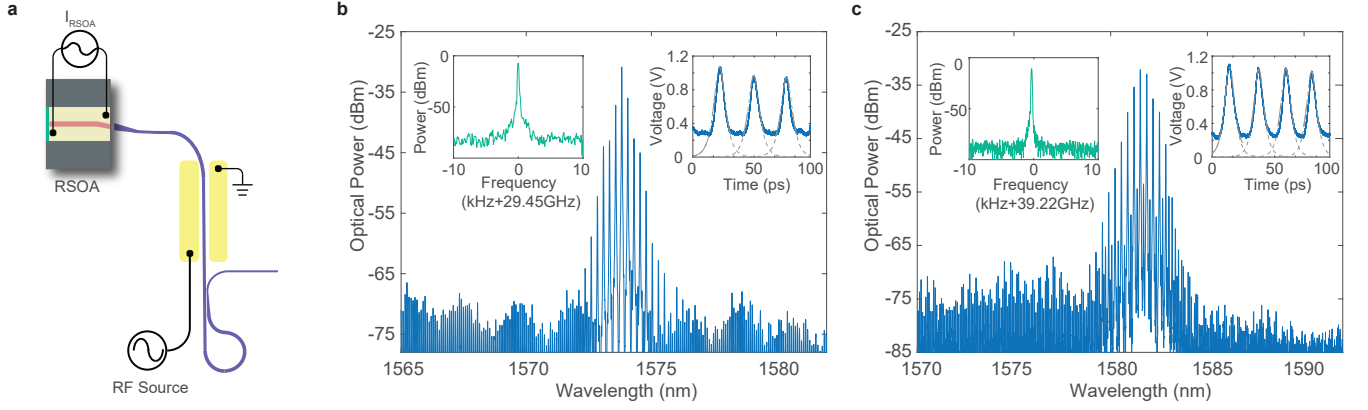 a
I_RSOA
RSOA
RF Source
b
Optical Power (dBm)
-25
-35
-45
-55
-65
-75
1565
1570
1575
1580
Wavelength (nm)
Power (dBm)
0
-50
-10
0
10
Frequency
(kHz+29.45GHz)
Voltage (V)
1.2
0.8
0.4
0
0
50
100
Time (ps)
c
Optical Power (dBm)
-25
-35
-45
-55
-65
-75
-85
1570
1575
1580
1585
1590
Wavelength (nm)
Power (dBm)
0
-50
-10
0
10
Frequency
(kHz+39.22GHz)
Voltage (V)
1.2
0.8
0.4
0
0
50
100
Time (ps)